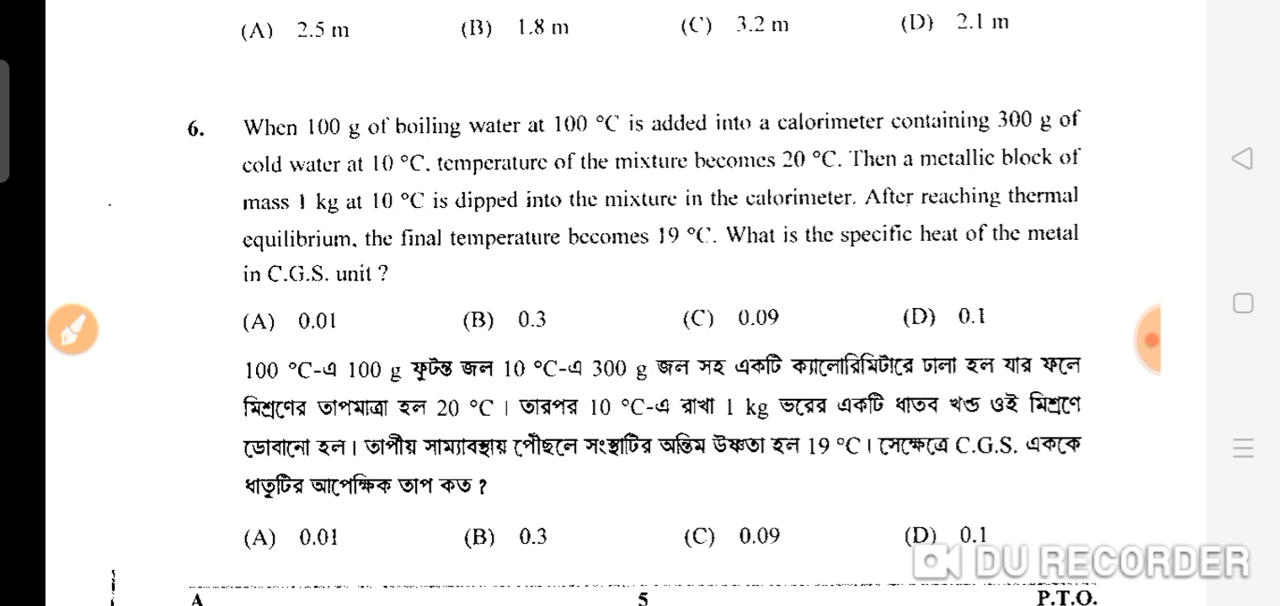 (A) 2.5 m (B) 1.8 m (C) 3.2 m (D) 2.1 m
6. When 100 g of boiling water at 100 °C is added into a calorimeter containing 300 g of
cold water at 10 °C, temperature of the mixture becomes 20 °C. Then a metallic block of
mass 1 kg at 10 °C is dipped into the mixture in the calorimeter. After reaching thermal
equilibrium, the final temperature becomes 19 °C. What is the specific heat of the metal
in C.G.S. unit ?
(A) 0.01 (B) 0.3 (C) 0.09 (D) 0.1
100 °C-এ 100 g ফুটন্ত জল 10 °C-এ 300 g জল সহ একটি ক্যালোরিমিটারে ঢালা হল যার ফলে
মিশ্রণের তাপমাত্রা হল 20 °C । তারপর 10 °C-এ রাখা 1 kg ভরের একটি ধাতব খন্ড ওই মিশ্রণে
ডোবানো হল । তাপীয় সাম্যাবস্থায় পৌঁছলে সংস্থাটির অন্তিম উষ্ণতা হল 19 °C । সেক্ষেত্রে C.G.S. এককে
ধাতুটির আপেক্ষিক তাপ কত ?
(A) 0.01 (B) 0.3 (C) 0.09 (D) 0.1
DU RECORDER
A 5 P.T.O.